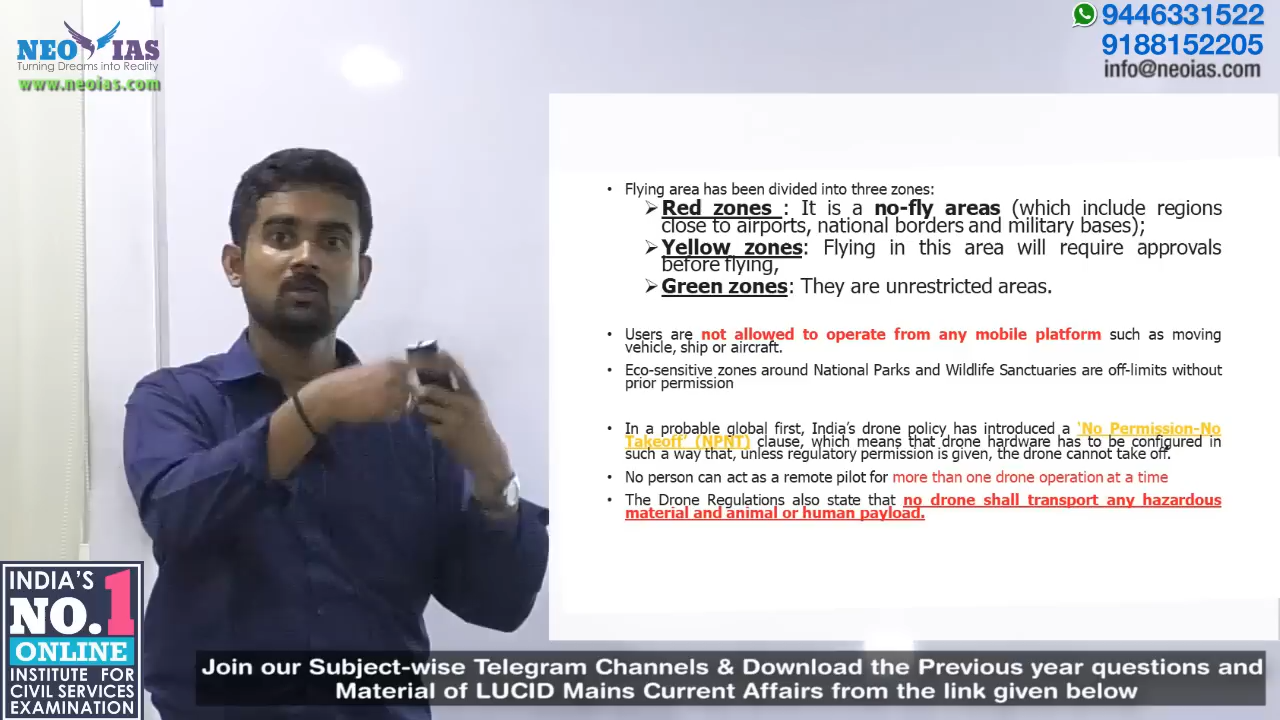 NEO IAS
Turning Dreams into Reality
www.neoias.com
9446331522
9188152205
info@neoias.com
• Flying area has been divided into three zones:
➢Red zones : It is a no-fly areas (which include regions
close to airports, national borders and military bases);
➢Yellow zones: Flying in this area will require approvals
before flying,
➢Green zones: They are unrestricted areas.
• Users are not allowed to operate from any mobile platform such as moving
vehicle, ship or aircraft.
• Eco-sensitive zones around National Parks and Wildlife Sanctuaries are off-limits without
prior permission
• In a probable global first, India's drone policy has introduced a 'No Permission–No
Takeoff' (NPNT) clause, which means that drone hardware has to be configured in
such a way that, unless regulatory permission is given, the drone cannot take off.
• No person can act as a remote pilot for more than one drone operation at a time
• The Drone Regulations also state that no drone shall transport any hazardous
material and animal or human payload.
INDIA'S
NO.1
ONLINE
INSTITUTE FOR
CIVIL SERVICES
EXAMINATION
Join our Subject-wise Telegram Channels & Download the Previous year questions and
Material of LUCID Mains Current Affairs from the link given below